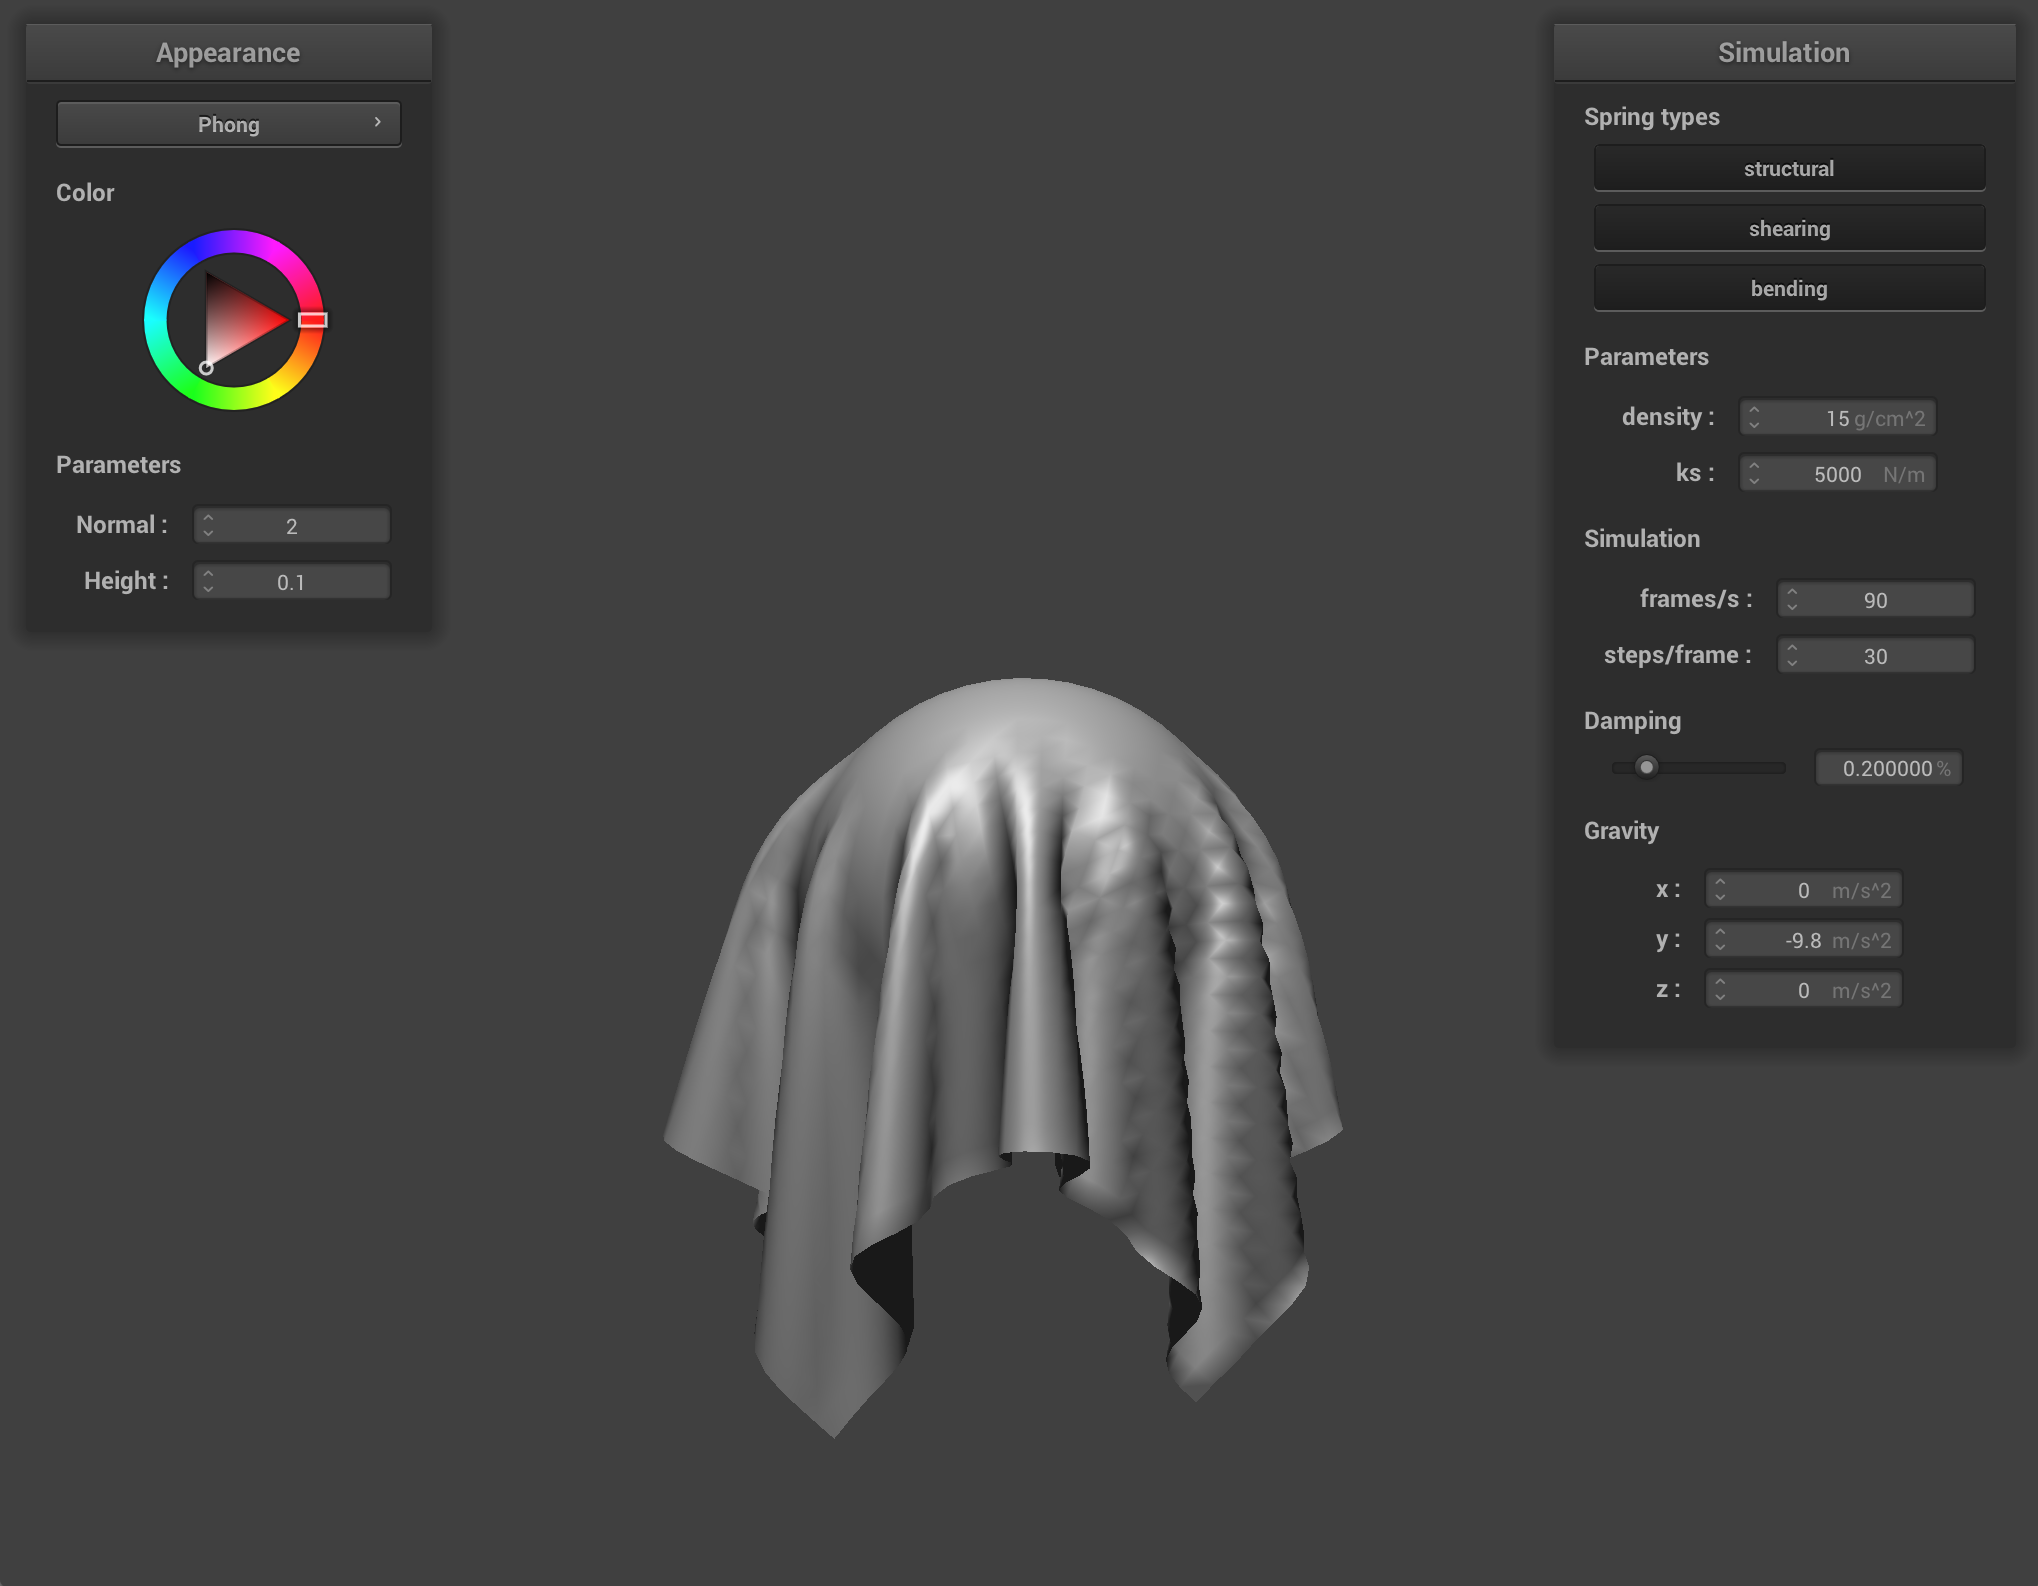 Appearance
Phong
Color
Parameters
Normal : 2
Height : 0.1
Simulation
Spring types
structural
shearing
bending
Parameters
density : 15 g/cm^2
ks : 5000 N/m
Simulation
frames/s : 90
steps/frame : 30
Damping
0.200000 %
Gravity
x : 0 m/s^2
y : -9.8 m/s^2
z : 0 m/s^2